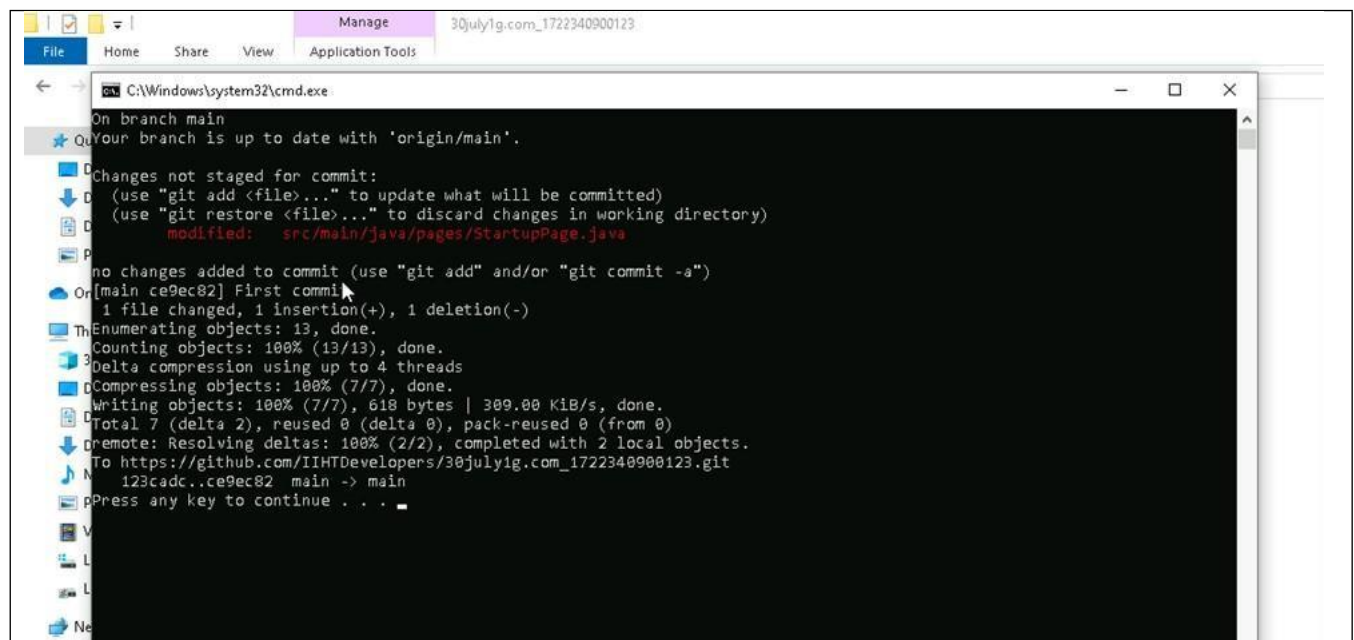 Manage
30july1g.com_1722340900123
File
Home
Share
View
Application Tools
C:\Windows\system32\cmd.exe
On branch main
Your branch is up to date with 'origin/main'.
Changes not staged for commit:
(use "git add <file>..." to update what will be committed)
(use "git restore <file>..." to discard changes in working directory)
modified: src/main/java/pages/StartupPage.java
no changes added to commit (use "git add" and/or "git commit -a")
[main ce9ec82] First commit
1 file changed, 1 insertion(+), 1 deletion(-)
Enumerating objects: 13, done.
Counting objects: 100% (13/13), done.
Delta compression using up to 4 threads
Compressing objects: 100% (7/7), done.
Writing objects: 100% (7/7), 618 bytes | 309.00 KiB/s, done.
Total 7 (delta 2), reused 0 (delta 0), pack-reused 0 (from 0)
remote: Resolving deltas: 100% (2/2), completed with 2 local objects.
To https://github.com/IIHTDevelopers/30july1g.com_1722340900123.git
123cadc..ce9ec82 main -> main
Press any key to continue . . .